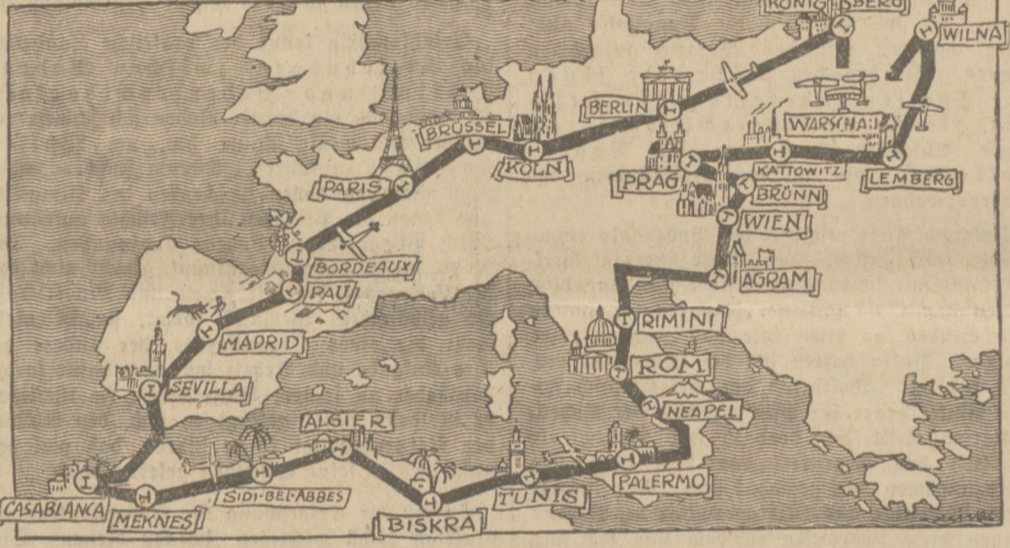 KÖNIGSBERG
WILNA
BERLIN
WARSCHAU
BRÜSSEL
KÖLN
PRAG
KATTOWITZ
LEMBERG
PARIS
BRÜNN
WIEN
BORDEAUX
AGRAM
PAU
RIMINI
MADRID
ROM
SEVILLA
NEAPEL
ALGIER
PALERMO
CASABLANCA
MEKNES
SIDI-BEL-ABBES
BISKRA
TUNIS